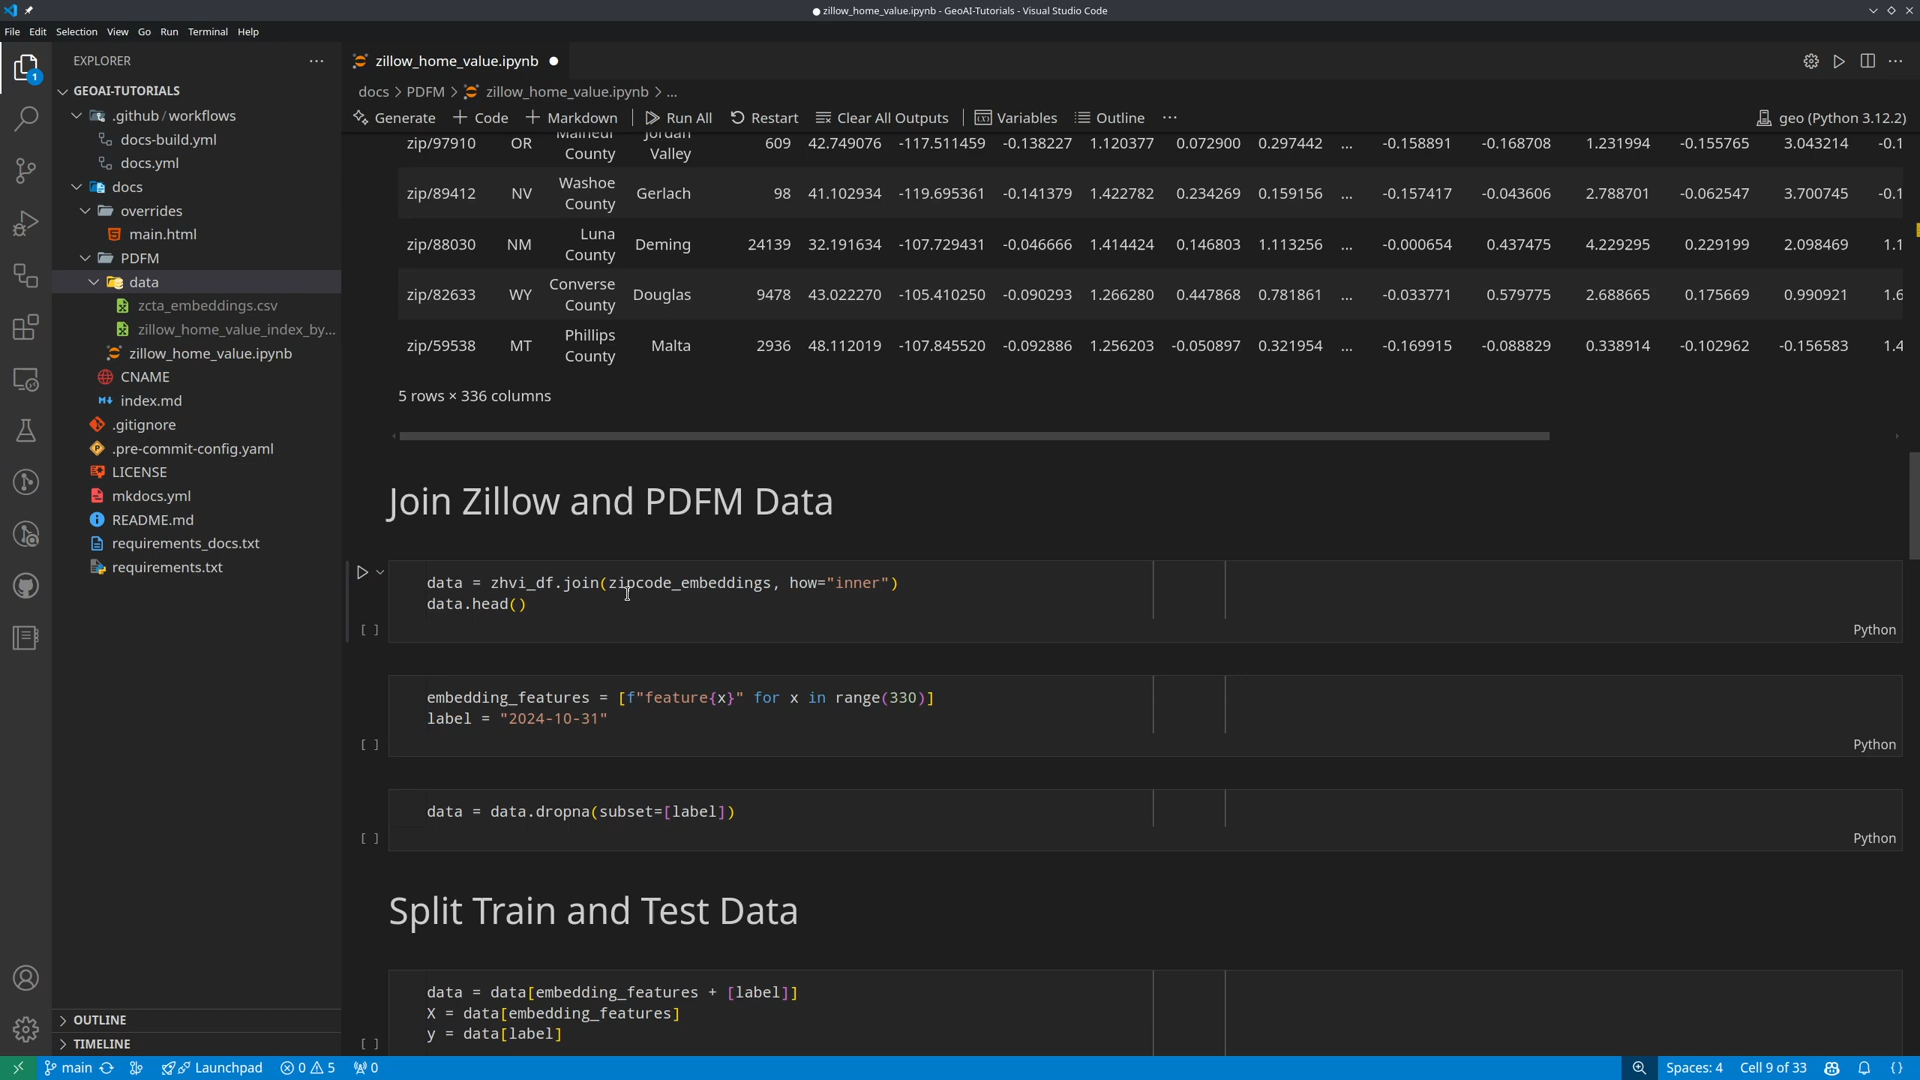 zillow_home_value.ipynb - GeoAI-Tutorials - Visual Studio Code
File Edit Selection View Go Run Terminal Help
EXPLORER
zillow_home_value.ipynb
GEOAI-TUTORIALS
docs > PDFM > zillow_home_value.ipynb > ...
.github / workflows
Generate + Code + Markdown Run All Restart Clear All Outputs Variables Outline ... geo (Python 3.12.2)
docs-build.yml
docs.yml
docs
overrides
main.html
PDFM
data
zcta_embeddings.csv
zillow_home_value_index_by...
zillow_home_value.ipynb
CNAME
index.md
.gitignore
.pre-commit-config.yaml
LICENSE
mkdocs.yml
README.md
requirements_docs.txt
requirements.txt
OUTLINE
TIMELINE
1
zip/97910 OR Malheur County Jordan Valley 609 42.749076 -117.511459 -0.138227 1.120377 0.072900 0.297442 ... -0.158891 -0.168708 1.231994 -0.155765 3.043214 -0.1
zip/89412 NV Washoe County Gerlach 98 41.102934 -119.695361 -0.141379 1.422782 0.234269 0.159156 ... -0.157417 -0.043606 2.788701 -0.062547 3.700745 -0.1
zip/88030 NM Luna County Deming 24139 32.191634 -107.729431 -0.046666 1.414424 0.146803 1.113256 ... -0.000654 0.437475 4.229295 0.229199 2.098469 1.1
zip/82633 WY Converse County Douglas 9478 43.022270 -105.410250 -0.090293 1.266280 0.447868 0.781861 ... -0.033771 0.579775 2.688665 0.175669 0.990921 1.6
zip/59538 MT Phillips County Malta 2936 48.112019 -107.845520 -0.092886 1.256203 -0.050897 0.321954 ... -0.169915 -0.088829 0.338914 -0.102962 -0.156583 1.4
5 rows × 336 columns
Join Zillow and PDFM Data
data = zhvi_df.join(zipcode_embeddings, how="inner")
data.head()
[ ] Python
embedding_features = [f"feature{x}" for x in range(330)]
label = "2024-10-31"
[ ] Python
data = data.dropna(subset=[label])
[ ] Python
Split Train and Test Data
data = data[embedding_features + [label]]
X = data[embedding_features]
y = data[label]
[ ]
main Launchpad 0 5 0 Spaces: 4 Cell 9 of 33 {}